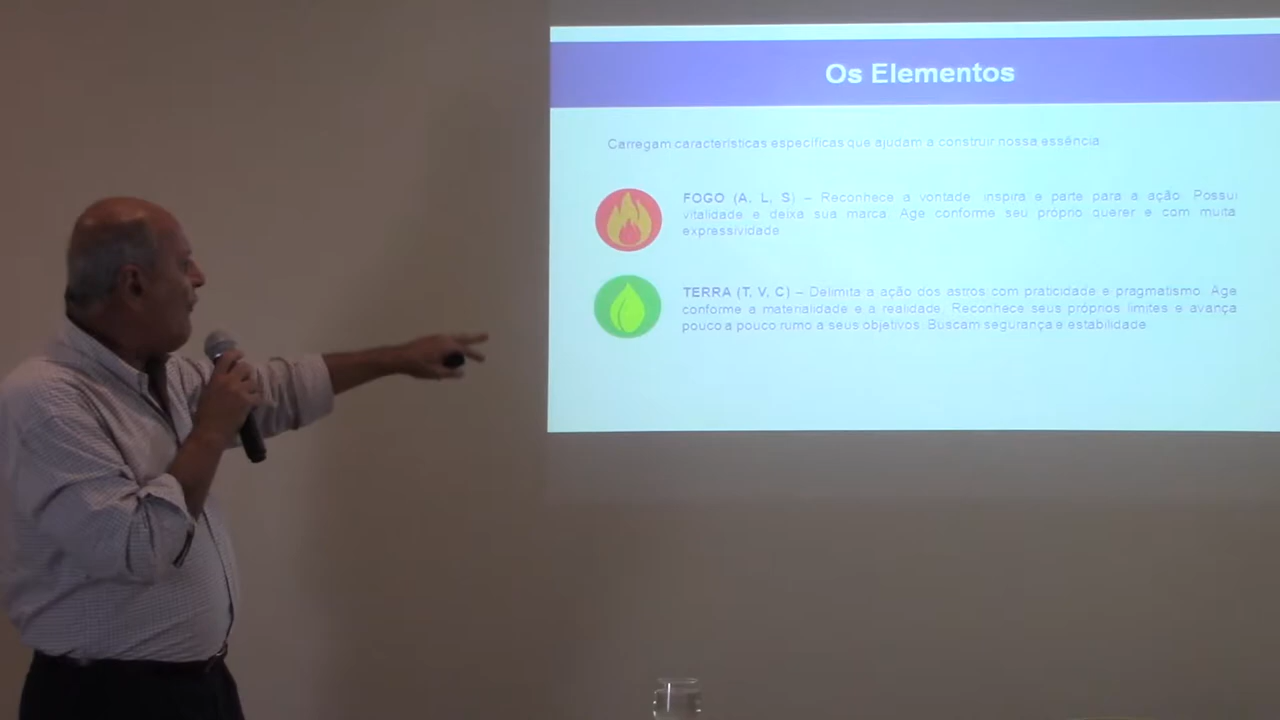 Os Elementos
Carregam características específicas que ajudam a construir nossa essência
FOGO (A, L, S) – Reconhece a vontade, inspira e parte para a ação. Possui
vitalidade e deixa sua marca. Age conforme seu próprio querer e com muita
expressividade.
TERRA (T, V, C) – Delimita a ação dos astros com praticidade e pragmatismo. Age
conforme a materialidade e a realidade. Reconhece seus próprios limites e avança
pouco a pouco rumo a seus objetivos. Buscam segurança e estabilidade.